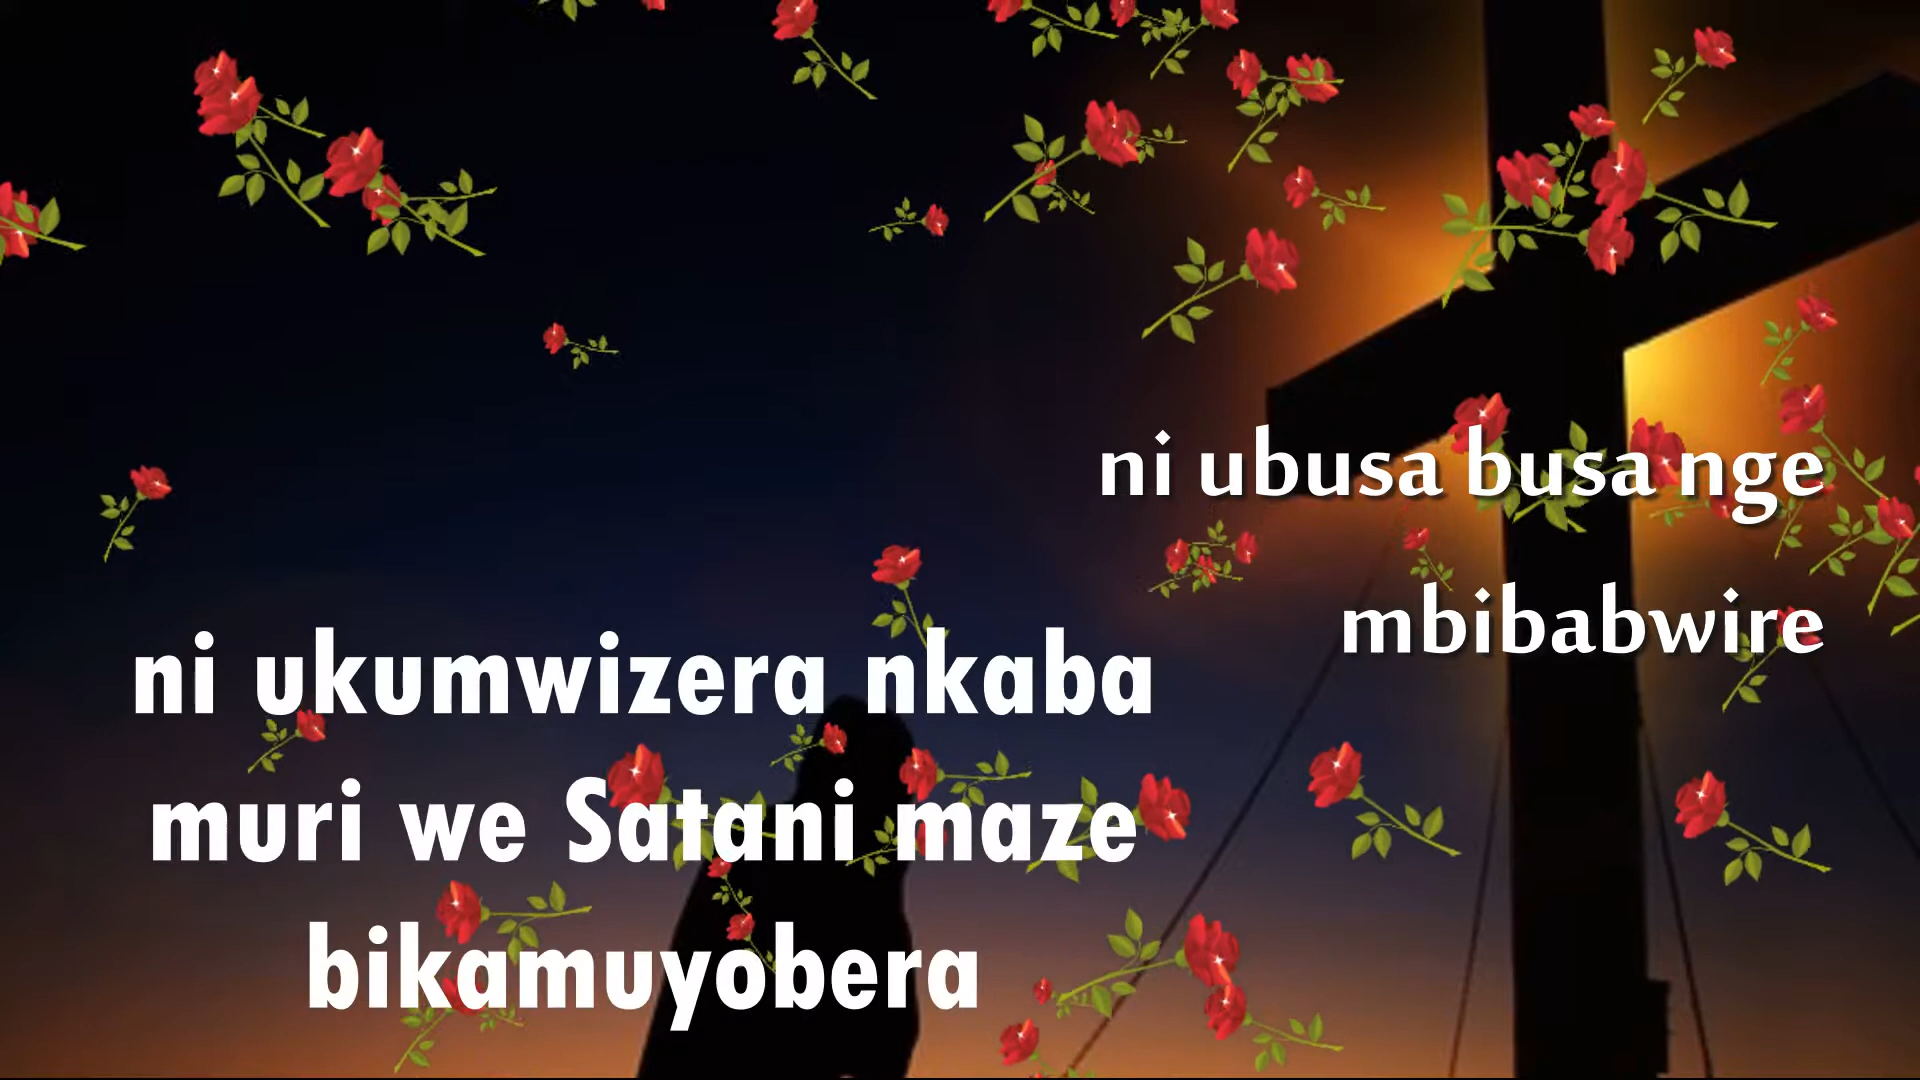 ni ubusa busa nge
mbibabwire
ni ukumwizera nkaba
muri we Satani maze
bikamuyobera